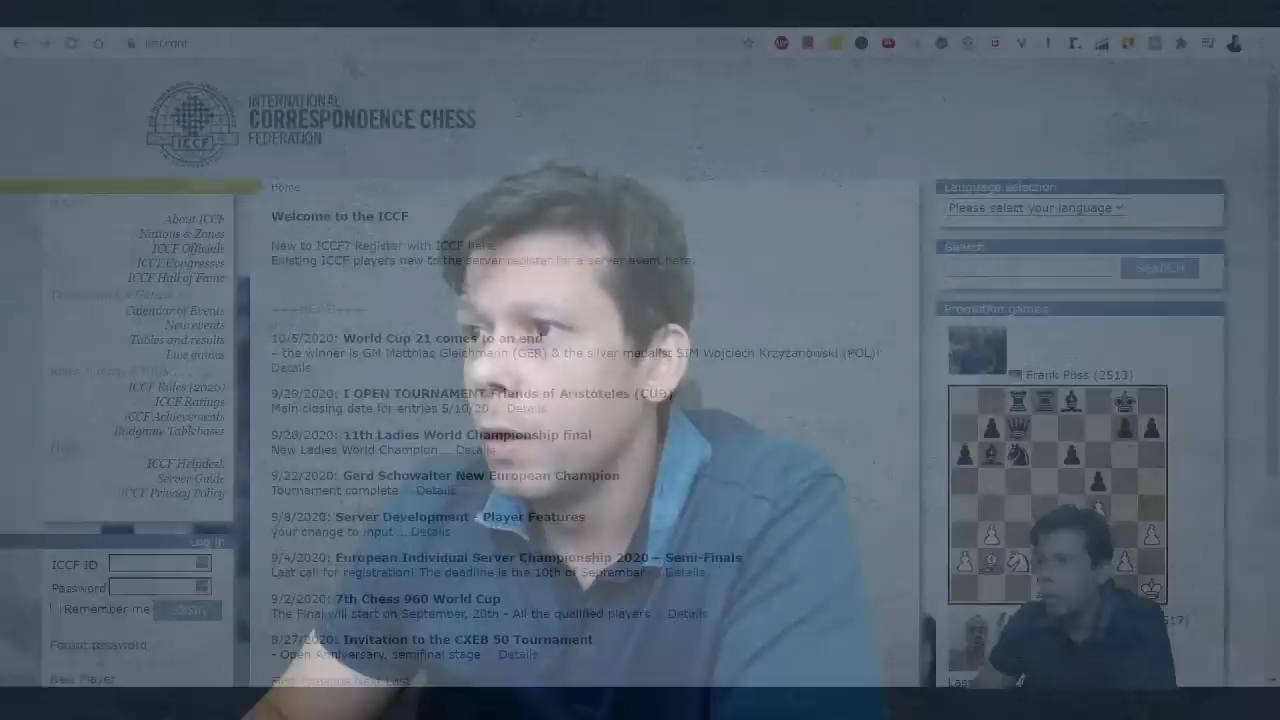 iccf.com
INTERNATIONAL
CORRESPONDENCE CHESS
FEDERATION
ICCF
Home
About ICCF
Nations & Zones
ICCF Officials
ICCF Congresses
ICCF Hall of Fame
Calendar of Events
New events
Tables and results
Live games
ICCF Rules (2020)
ICCF Ratings
ICCF Achievements
Endgame Tablebases
ICCF Helpdesk
Server Guide
ICCF Privacy Policy
Log in
ICCF ID
Password
Remember me
Forgot password
New Player
Welcome to the ICCF
New to ICCF? Register with ICCF here.
Existing ICCF players new to the server register for a server event here.
10/5/2020: World Cup 21 comes to an end
– the winner is GM Matthias Gleichmann (GER) & the silver medalist SIM Wojciech Krzyżanowski (POL)!
Details
9/29/2020: I OPEN TOURNAMENT Friends of Aristoteles (CUB)
Main closing date for entries 5/10/20 ... Details
9/28/2020: 11th Ladies World Championship final
New Ladies World Champion ... Details
9/22/2020: Gerd Schowalter New European Champion
Tournament complete ... Details
9/8/2020: Server Development - Player Features
your change to input ... Details
9/4/2020: European Individual Server Championship 2020 – Semi-Finals
Last call for registration! The deadline is the 10th of September ... Details
9/2/2020: 7th Chess 960 World Cup
The Final will start on September, 20th - All the qualified players ... Details
8/27/2020: Invitation to the CXEB 50 Tournament
- Open Anniversary, semifinal stage ... Details
First Previous Next Last
Language selection
Please select your language
Search
SEARCH
Promotion games
Frank Pöss (2513)